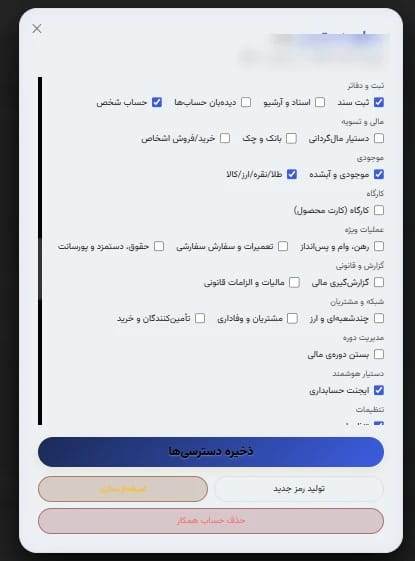 ثبت و دفاتر
ثبت سند اسناد و آرشیو دیده‌بان حساب‌ها حساب شخص
مالی و تسویه
دستیار مال‌گردانی بانک و چک خرید/فروش اشخاص
موجودی
موجودی و آبشده طلا/نقره/ارز/کالا
کارگاه
کارگاه (کارت محصول)
عملیات ویژه
رهن، وام و پس‌انداز تعمیرات و سفارش سفارشی حقوق، دستمزد و پورسانت
گزارش و قانونی
گزارش‌گیری مالی مالیات و الزامات قانونی
شبکه و مشتریان
چندشعبه‌ای و ارز مشتریان و وفاداری تأمین‌کنندگان و خرید
مدیریت دوره
بستن دوره‌ی مالی
دستیار هوشمند
ایجنت حسابداری
تنظیمات
ذخیره دسترسی‌ها
تولید رمز جدید
حذف حساب همکار